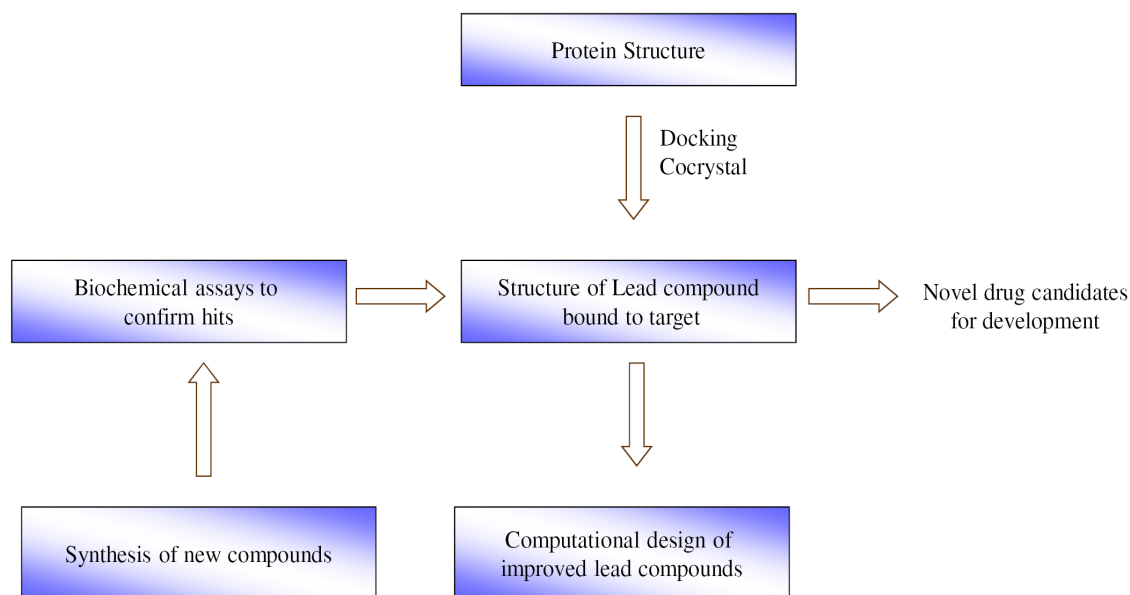 Protein Structure
Docking
Cocrystal
Biochemical assays to
confirm hits
Structure of Lead compound
bound to target
Novel drug candidates
for development
Synthesis of new compounds
Computational design of
improved lead compounds